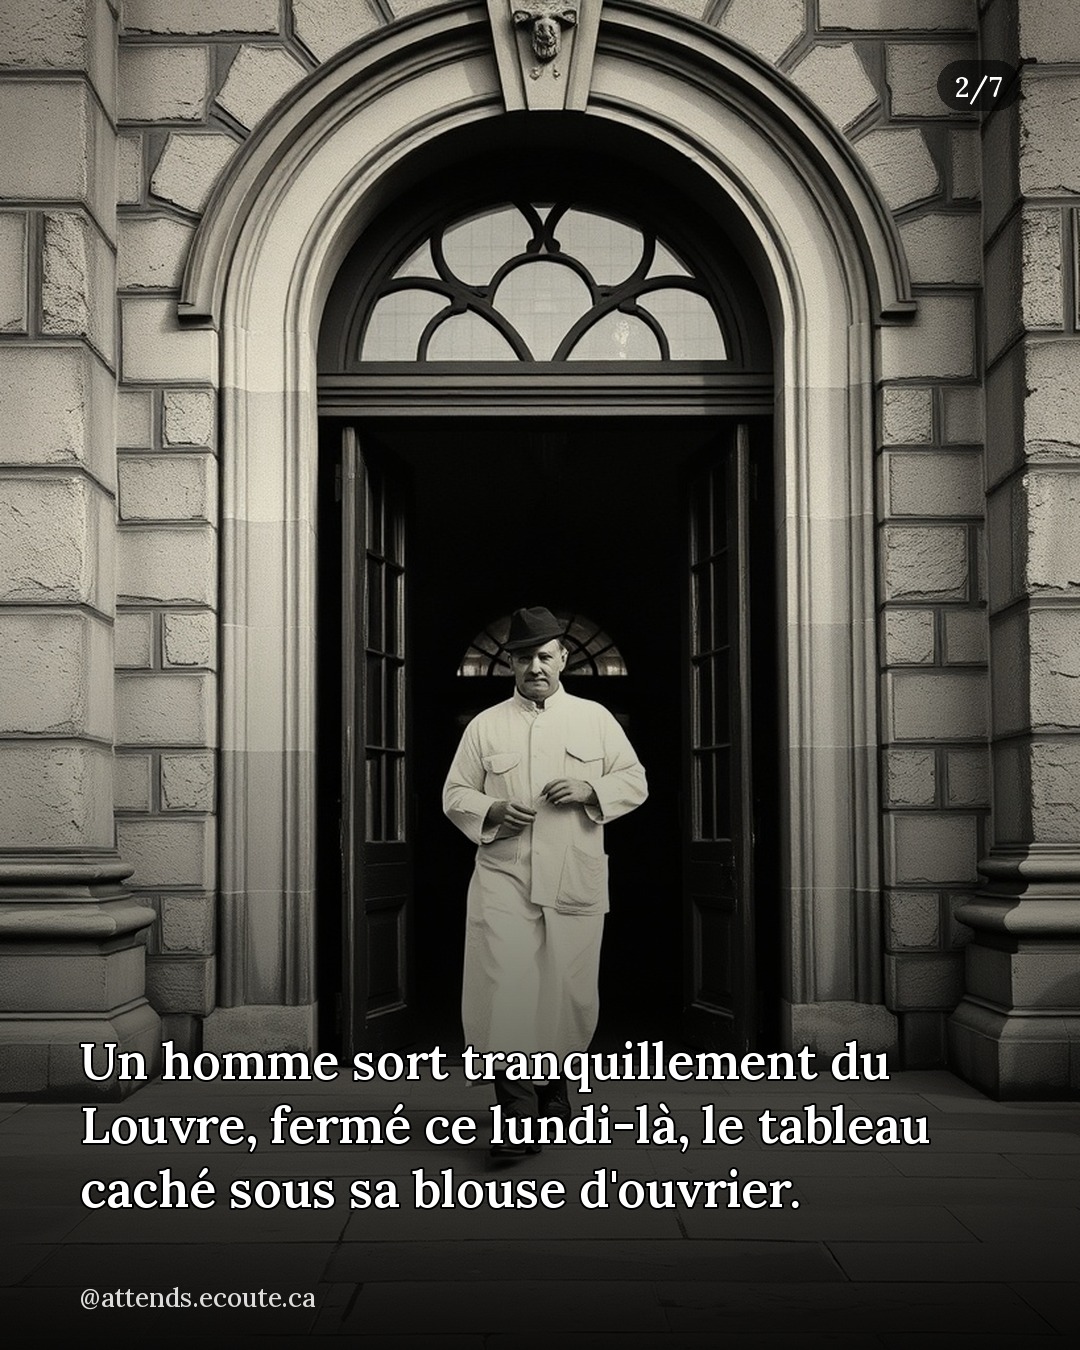 2/7
Un homme sort tranquillement du
Louvre, fermé ce lundi-là, le tableau
caché sous sa blouse d'ouvrier.
@attends.ecoute.ca